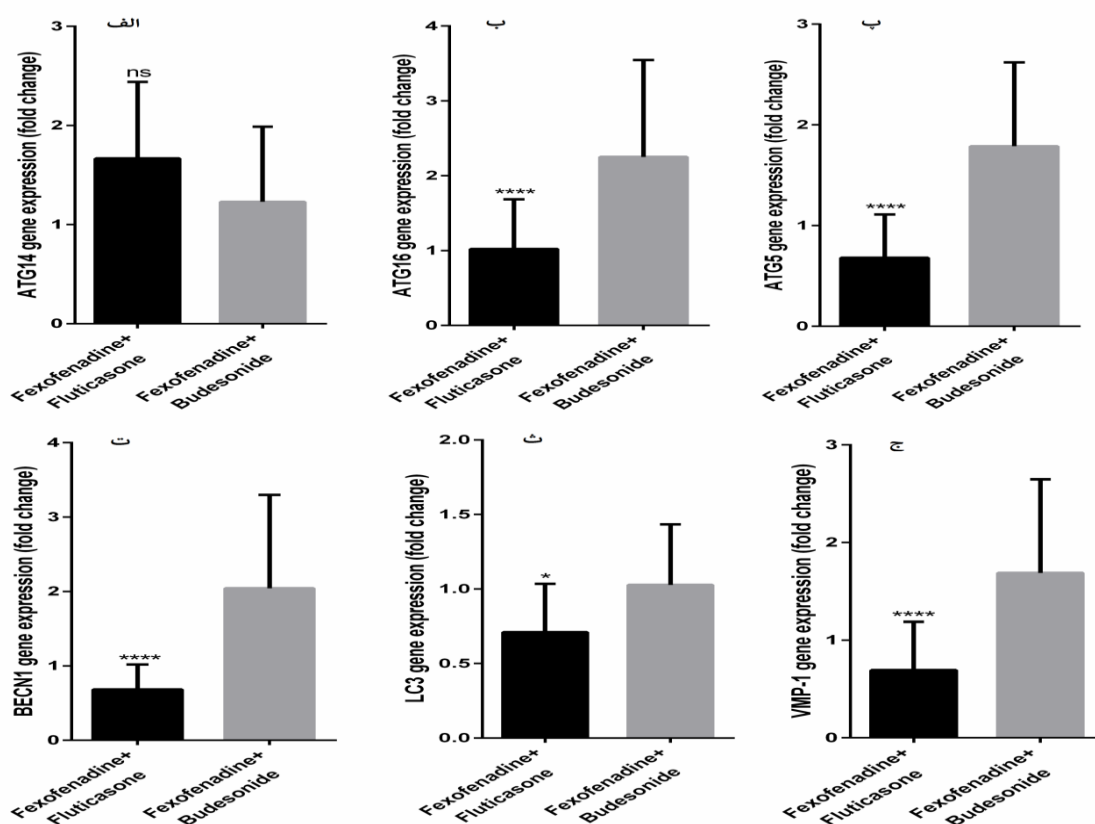 الف
ATG14 gene expression (fold change)
3
2
1
0
ns
Fexofenadine+
Fluticasone
Fexofenadine+
Budesonide
ب
ATG16 gene expression (fold change)
4
3
2
1
0
****
Fexofenadine+
Fluticasone
Fexofenadine+
Budesonide
پ
ATG5 gene expression (fold change)
3
2
1
0
****
Fexofenadine+
Fluticasone
Fexofenadine+
Budesonide
ت
BECN1 gene expression (fold change)
4
3
2
1
0
****
Fexofenadine+
Fluticasone
Fexofenadine+
Budesonide
ث
LC3 gene expression (fold change)
2.0
1.5
1.0
0.5
0.0
*
Fexofenadine+
Fluticasone
Fexofenadine+
Budesonide
ج
VMP-1 gene expression (fold change)
3
2
1
0
****
Fexofenadine+
Fluticasone
Fexofenadine+
Budesonide